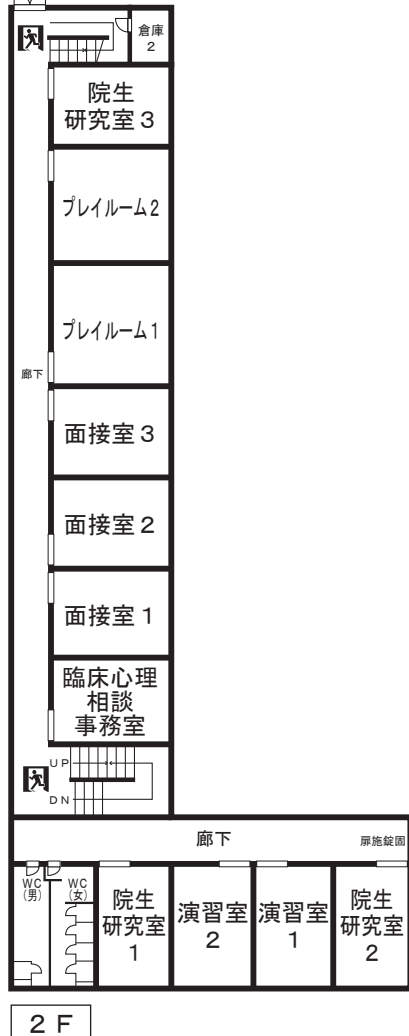 倉庫
2
院生
研究室3
プレイルーム2
プレイルーム1
廊下
面接室3
面接室2
面接室1
臨床心理
相談
事務室
UP
DN
廊下
扉施錠固
WC
(男)
WC
(女)
院生
研究室
1
演習室
2
演習室
1
院生
研究室
2
2F